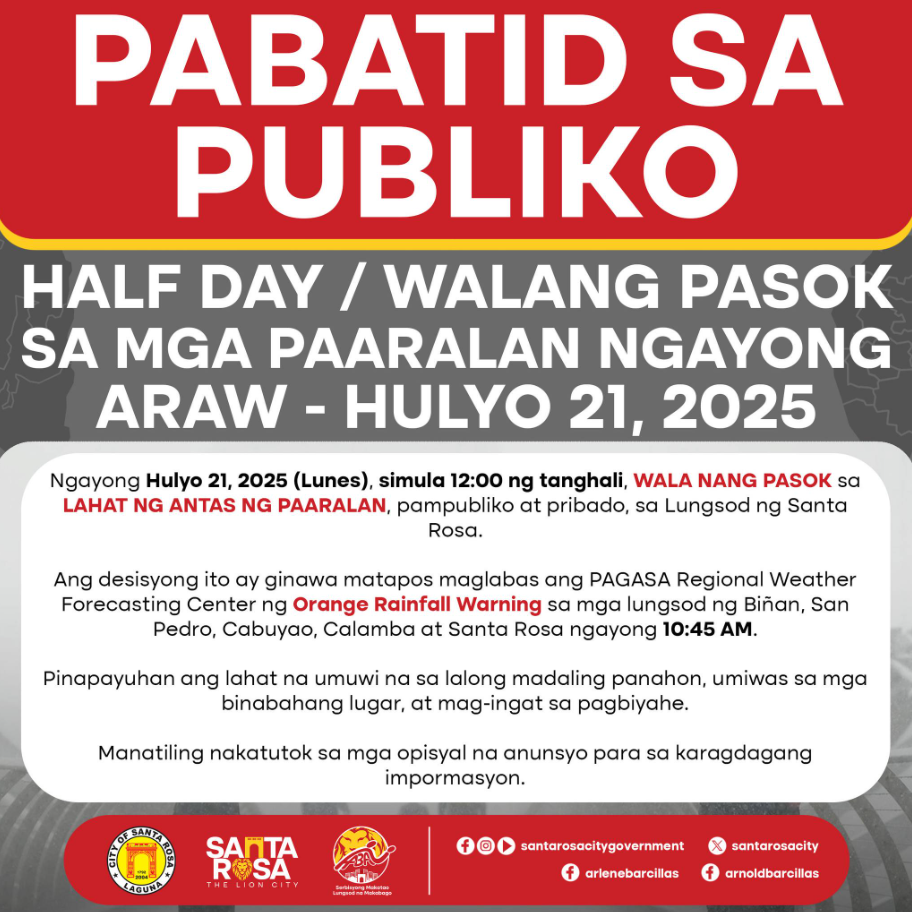 PABATID SA
PUBLIKO
HALF DAY / WALANG PASOK
SA MGA PAARALAN NGAYONG
ARAW - HULYO 21, 2025
Ngayong Hulyo 21, 2025 (Lunes), simula 12:00 ng tanghali, WALA NANG PASOK sa
LAHAT NG ANTAS NG PAARALAN, pampubliko at pribado, sa Lungsod ng Santa
Rosa.
Ang desisyong ito ay ginawa matapos maglabas ang PAGASA Regional Weather
Forecasting Center ng Orange Rainfall Warning sa mga lungsod ng Biñan, San
Pedro, Cabuyao, Calamba at Santa Rosa ngayong 10:45 AM.
Pinapayuhan ang lahat na umuwi na sa lalong madaling panahon, umiwas sa mga
binabahang lugar, at mag-ingat sa pagbiyahe.
Manatiling nakatutok sa mga opisyal na anunsyo para sa karagdagang
impormasyon.
CITY OF SANTA ROSA
2004
LAGUNA
SANTA
ROSA
THE LION CITY
Serbisyong Makatao
Lungsod na Makabago
santarosacitygovernment
santarosacity
arlenebarcillas
arnoldbarcillas